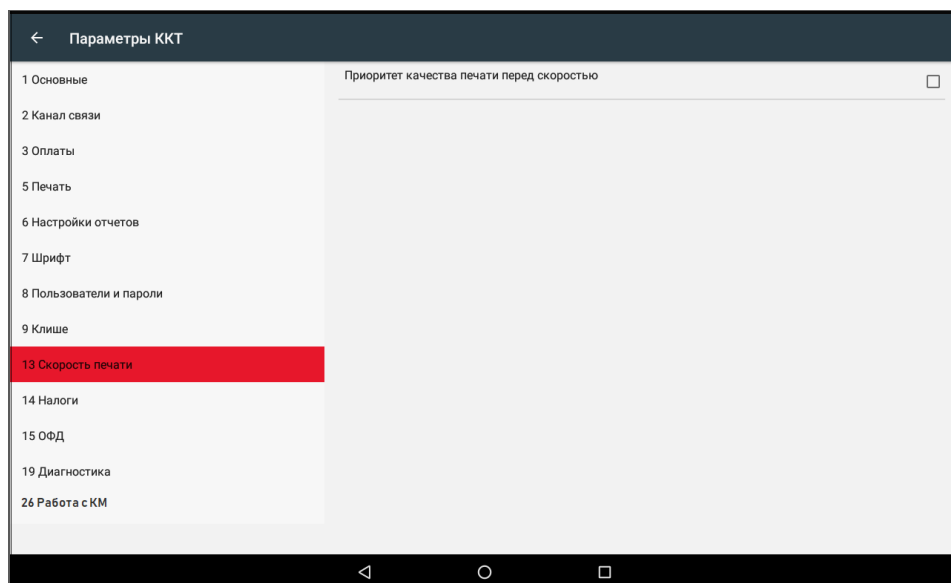 Параметры ККТ
1 Основные
2 Канал связи
3 Оплаты
5 Печать
6 Настройки отчетов
7 Шрифт
8 Пользователи и пароли
9 Клише
13 Скорость печати
14 Налоги
15 ОФД
19 Диагностика
26 Работа с КМ
Приоритет качества печати перед скоростью